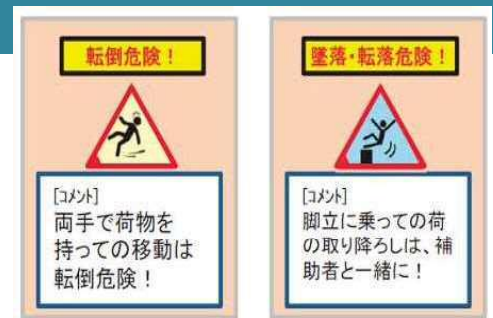 転倒危険！
[コメント]
両手で荷物を
持っての移動は
転倒危険！
墜落・転落危険！
[コメント]
脚立に乗っての荷
の取り降ろしは、補
助者と一緒に！